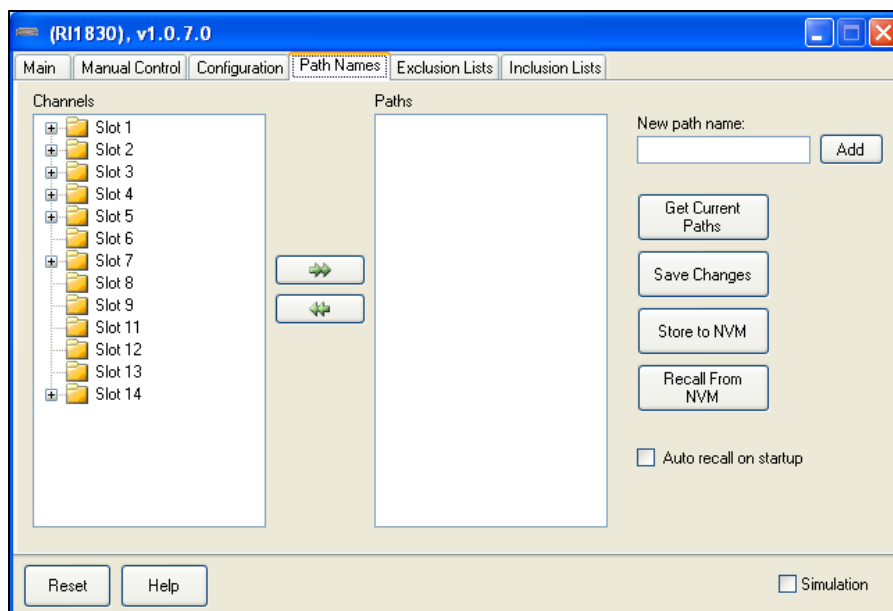 (RI1830), v1.0.7.0
Main Manual Control Configuration Path Names Exclusion Lists Inclusion Lists
Channels
Slot 1
Slot 2
Slot 3
Slot 4
Slot 5
Slot 6
Slot 7
Slot 8
Slot 9
Slot 11
Slot 12
Slot 13
Slot 14
Paths
New path name:
Add
Get Current
Paths
Save Changes
Store to NVM
Recall From
NVM
Auto recall on startup
Reset Help Simulation